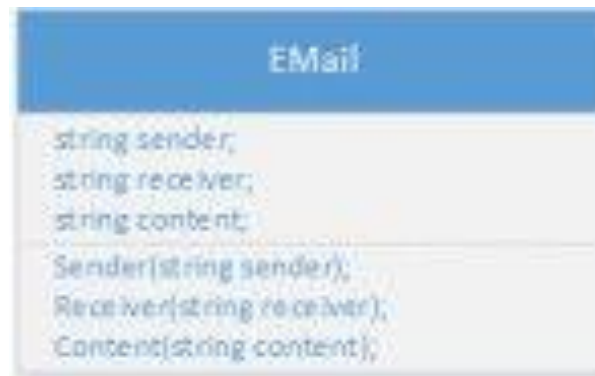 EMail
string sender;
string receiver;
string content;
Sender(string sender);
Receiver(string receiver);
Content(string content);